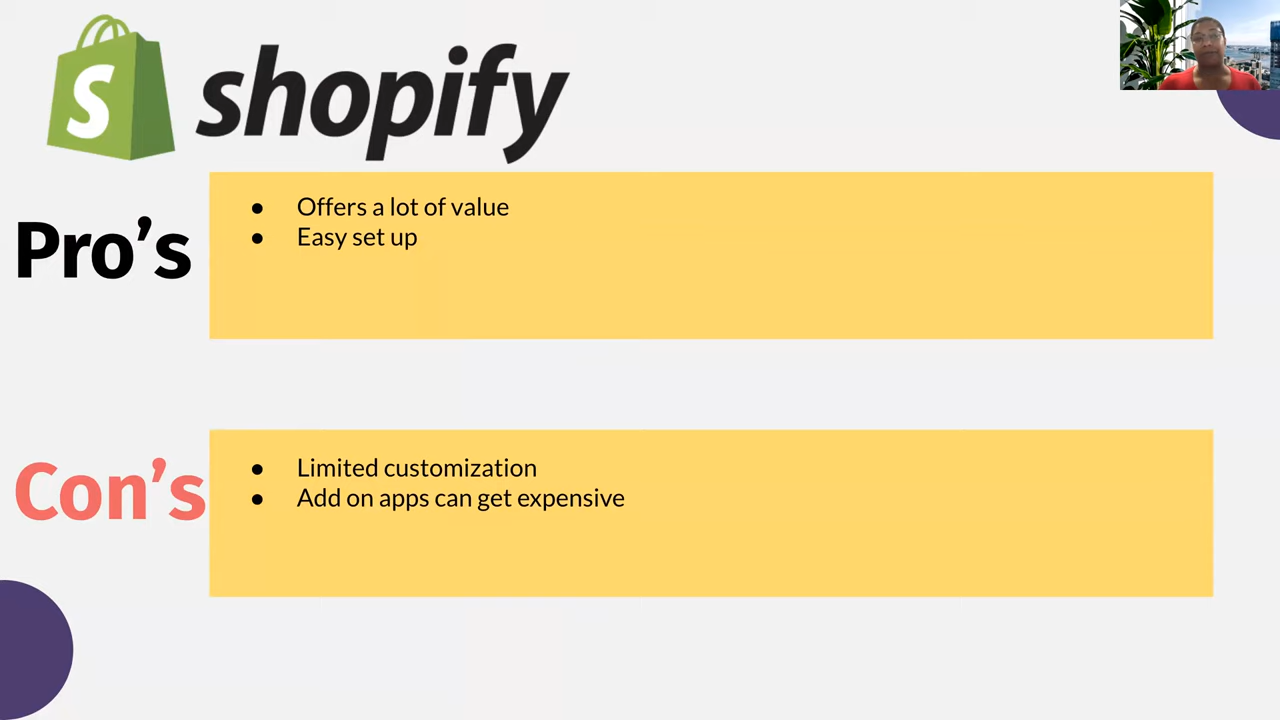 S shopify
Pro’s
● Offers a lot of value
● Easy set up
Con’s
● Limited customization
● Add on apps can get expensive